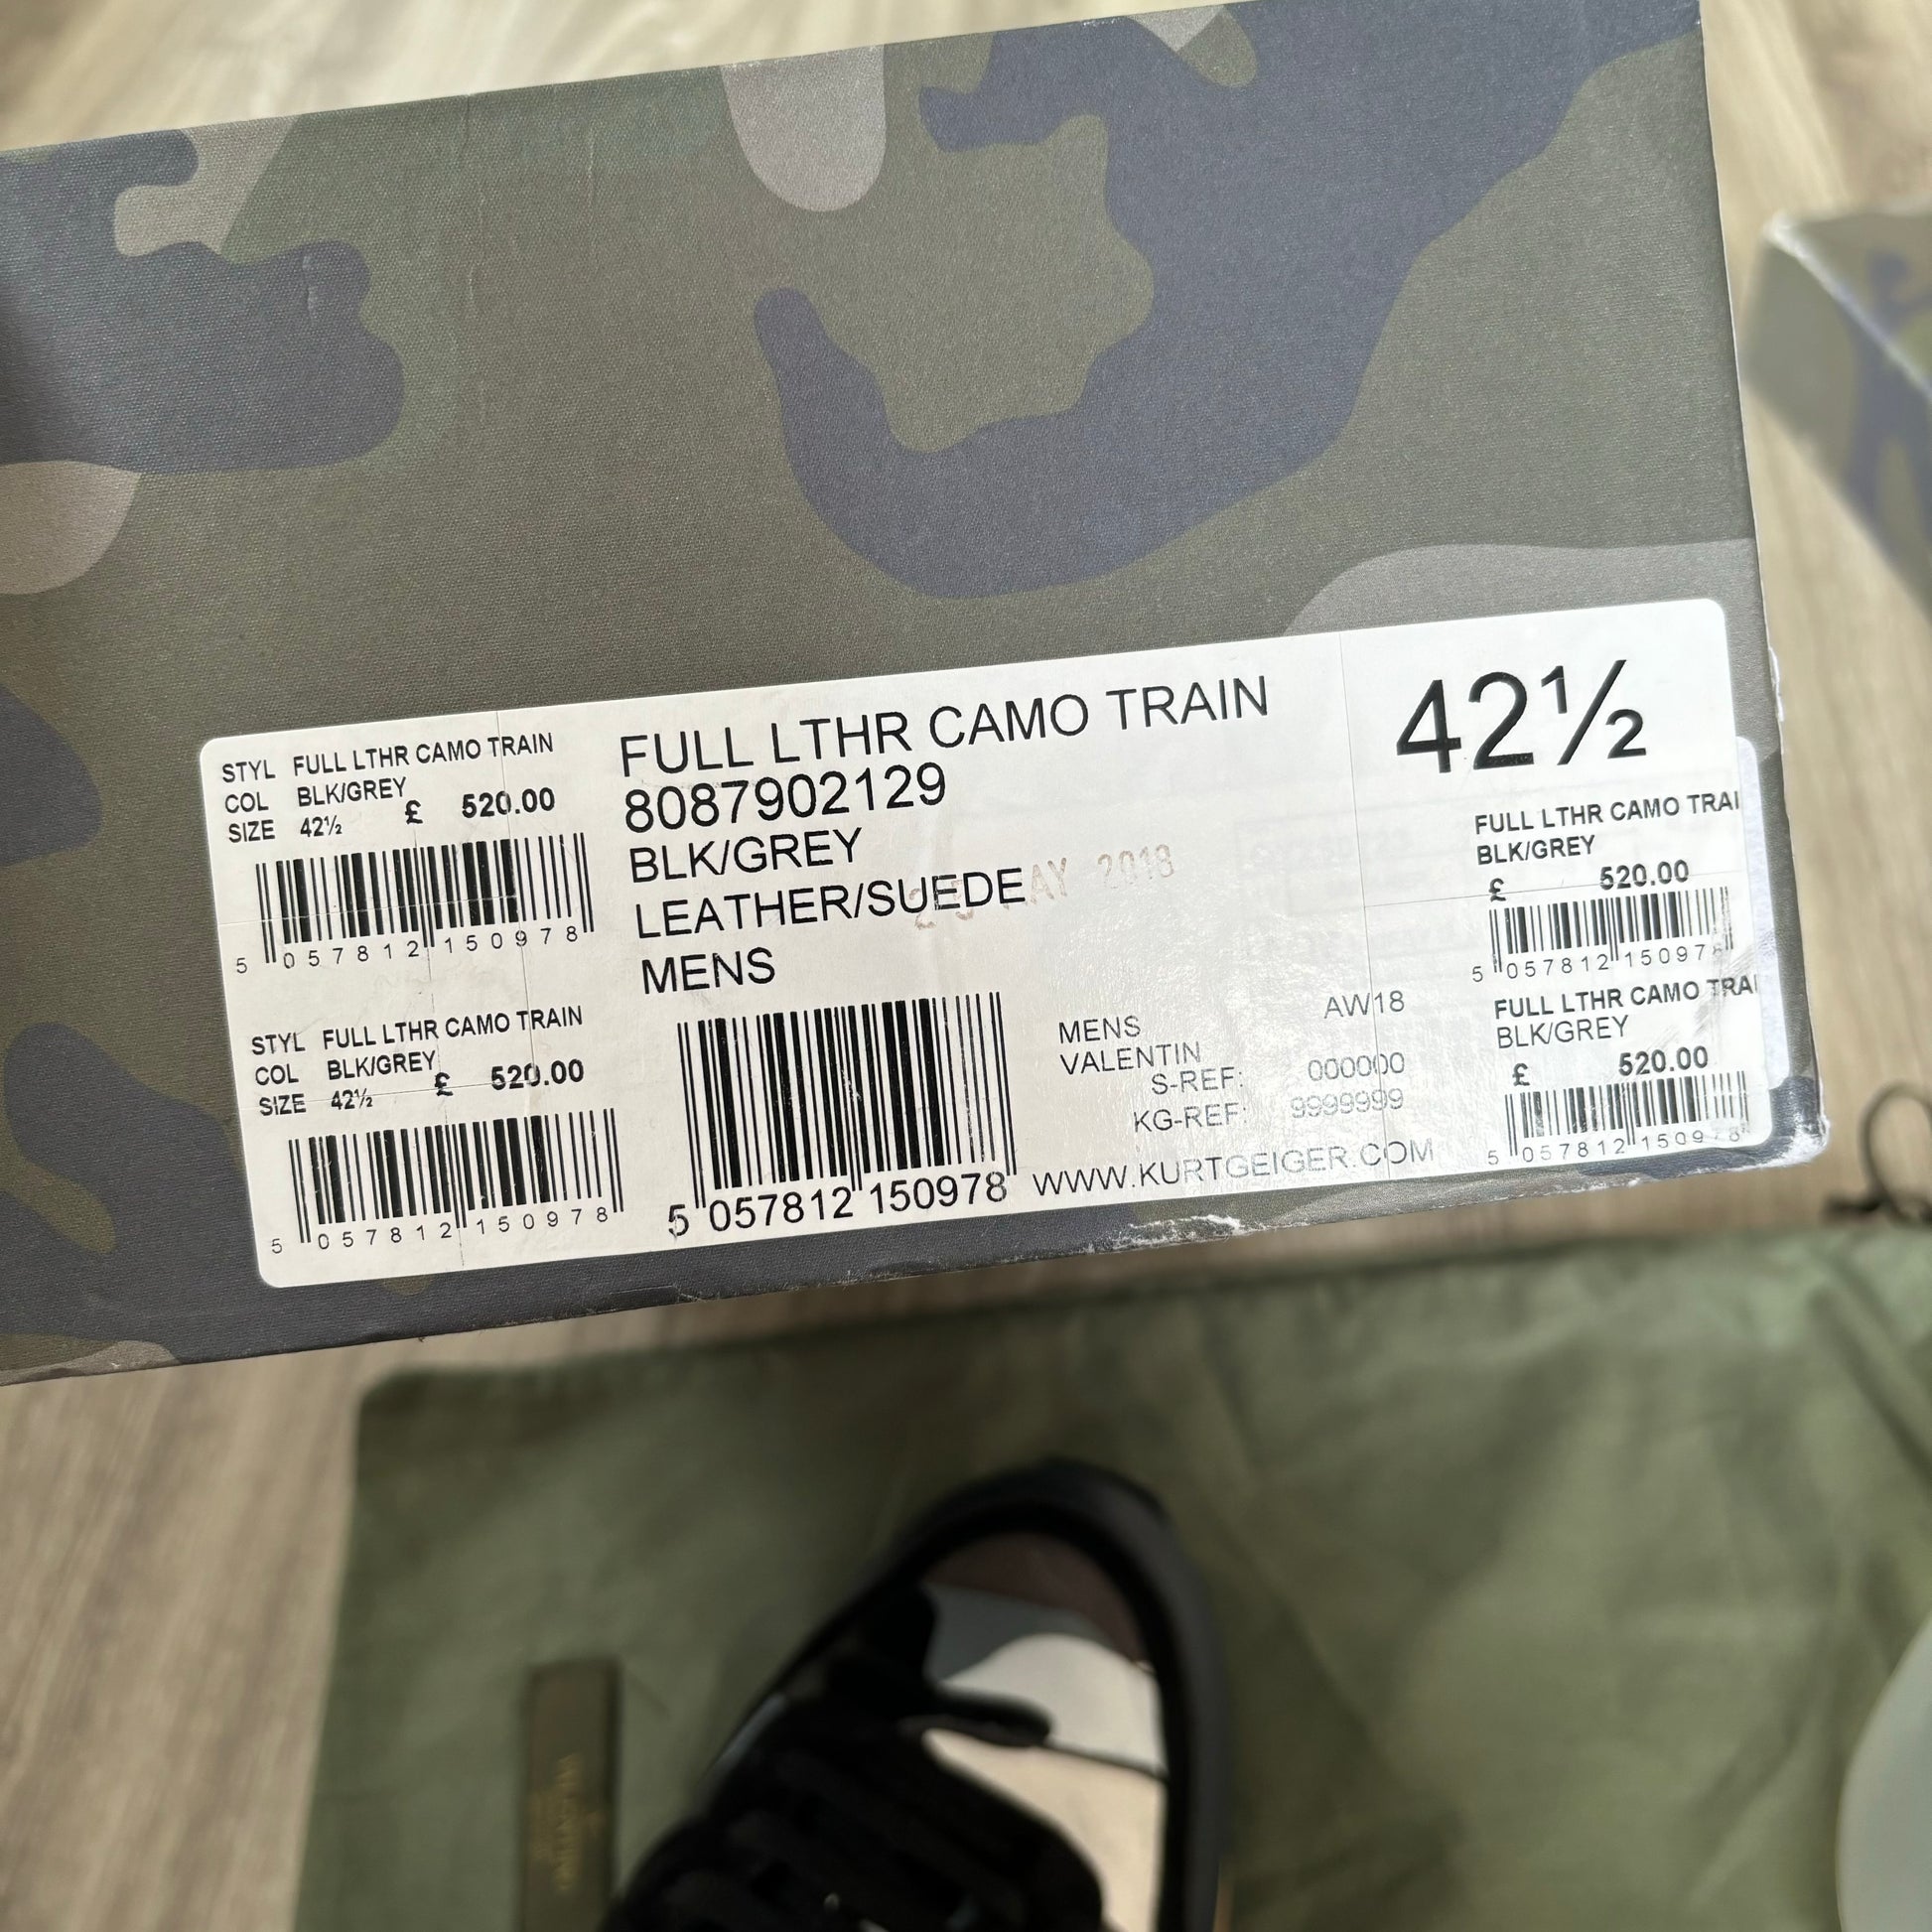 STYL FULL LTHR CAMO TRAIN
COL BLK/GREY
SIZE 42½ £ 520.00
5 057812 150978
STYL FULL LTHR CAMO TRAIN
COL BLK/GREY
SIZE 42½ £ 520.00
5 057812 150978
FULL LTHR CAMO TRAIN
8087902129
BLK/GREY
LEATHER/SUEDE
2018
MENS
5 057812 150978
42½
AW18
MENS
VALENTIN
S-REF: 000000
KG-REF: 9999999
WWW.KURTGEIGER.COM
FULL LTHR CAMO TRAI
BLK/GREY
£ 520.00
5 057812 15097
FULL LTHR CAMO TRAI
BLK/GREY
£ 520.00
5 057812 150978